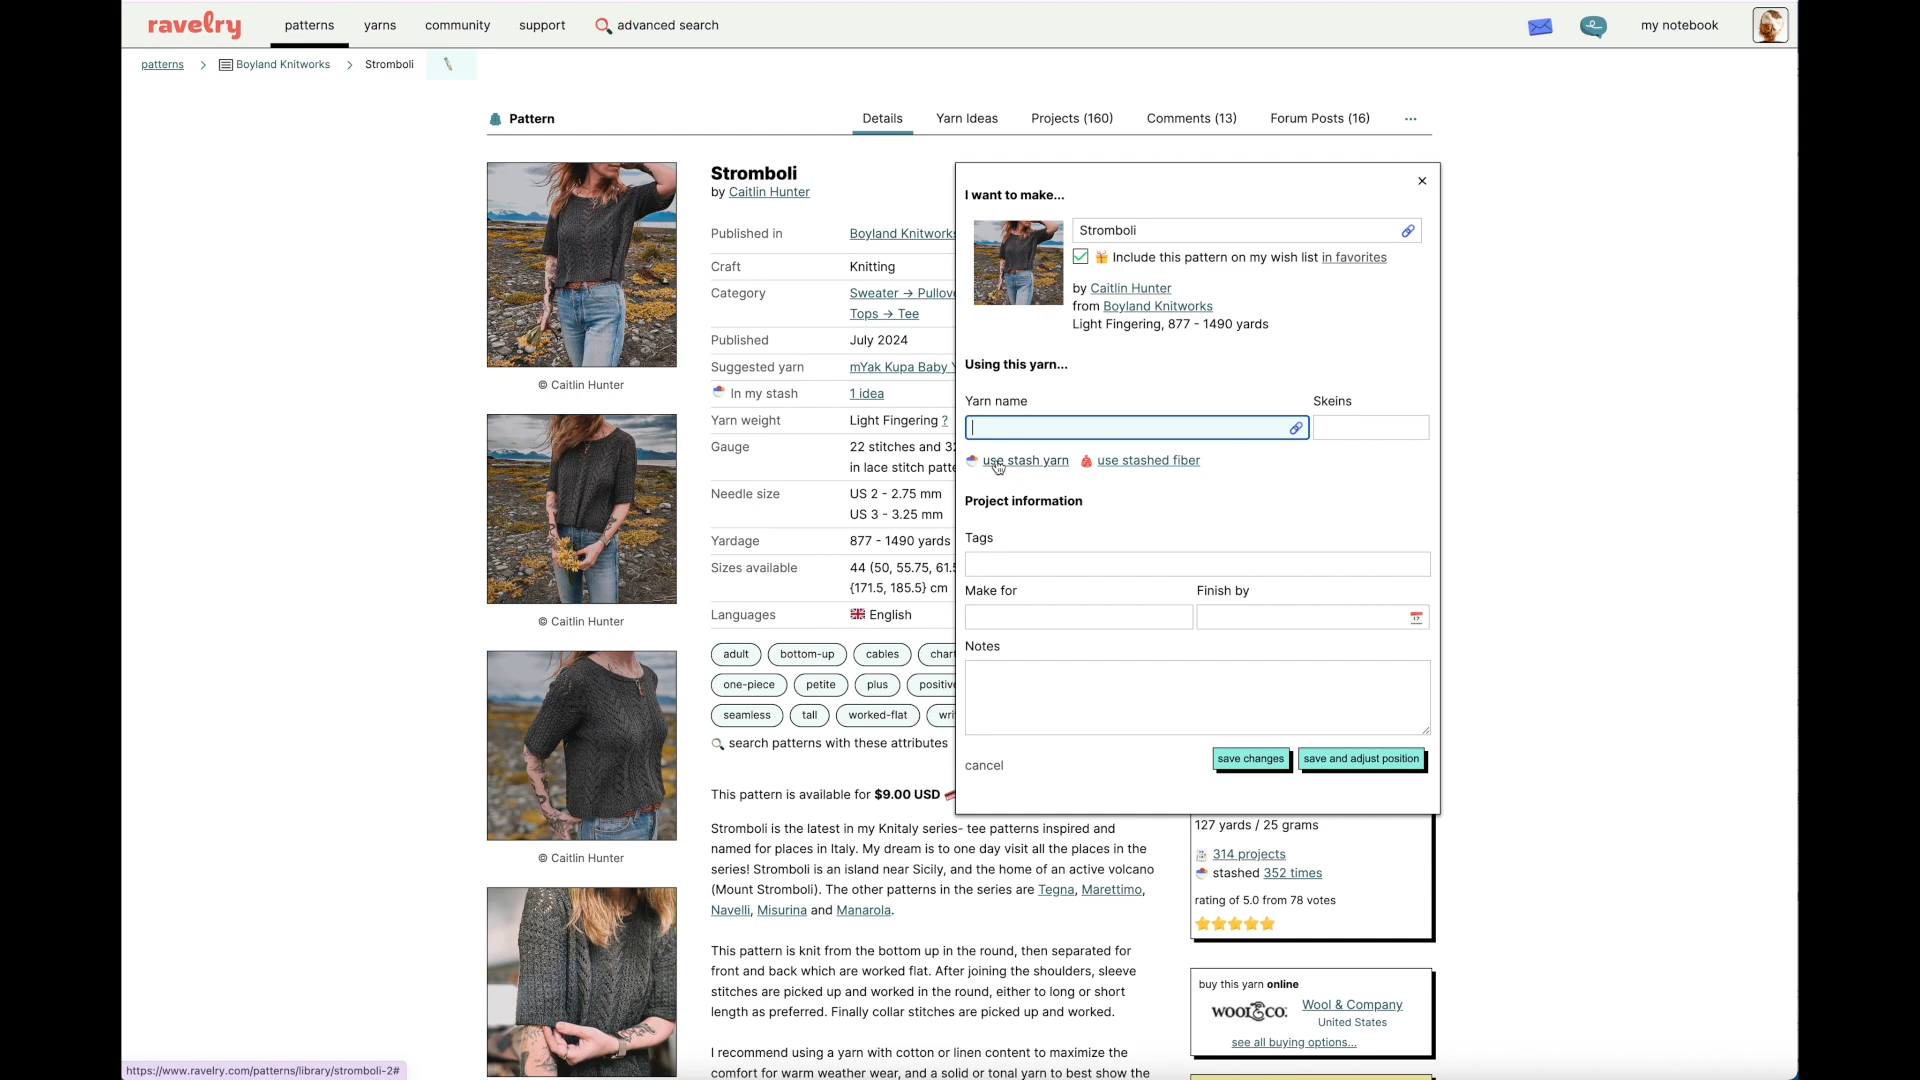 ravelry
patterns
yarns
community
support
advanced search
my notebook
patterns > Boyland Knitworks > Stromboli
Pattern
Details
Yarn Ideas
Projects (160)
Comments (13)
Forum Posts (16)
...
© Caitlin Hunter
© Caitlin Hunter
© Caitlin Hunter
Stromboli
by Caitlin Hunter
Published in Boyland Knitworks
Craft Knitting
Category Sweater → Pullove
Tops → Tee
Published July 2024
Suggested yarn mYak Kupa Baby
In my stash 1 idea
Yarn weight Light Fingering ?
Gauge 22 stitches and 32
in lace stitch patte
Needle size US 2 - 2.75 mm
US 3 - 3.25 mm
Yardage 877 - 1490 yards
Sizes available 44 (50, 55.75, 61.5
{171.5, 185.5} cm
Languages English
adult bottom-up cables chart
one-piece petite plus positive
seamless tall worked-flat wri
search patterns with these attributes
This pattern is available for $9.00 USD
Stromboli is the latest in my Knitaly series- tee patterns inspired and
named for places in Italy. My dream is to one day visit all the places in the
series! Stromboli is an island near Sicily, and the home of an active volcano
(Mount Stromboli). The other patterns in the series are Tegna, Marettimo,
Navelli, Misurina and Manarola.
This pattern is knit from the bottom up in the round, then separated for
front and back which are worked flat. After joining the shoulders, sleeve
stitches are picked up and worked in the round, either to long or short
length as preferred. Finally collar stitches are picked up and worked.
I recommend using a yarn with cotton or linen content to maximize the
comfort for warm weather wear, and a solid or tonal yarn to best show the
I want to make...
×
Stromboli
Include this pattern on my wish list in favorites
by Caitlin Hunter
from Boyland Knitworks
Light Fingering, 877 - 1490 yards
Using this yarn...
Yarn name Skeins
use stash yarn use stashed fiber
Project information
Tags
Make for Finish by
Notes
cancel save changes save and adjust position
127 yards / 25 grams
314 projects
stashed 352 times
rating of 5.0 from 78 votes
buy this yarn online
WOOL&CO. Wool & Company
United States
see all buying options...
https://www.ravelry.com/patterns/library/stromboli-2#